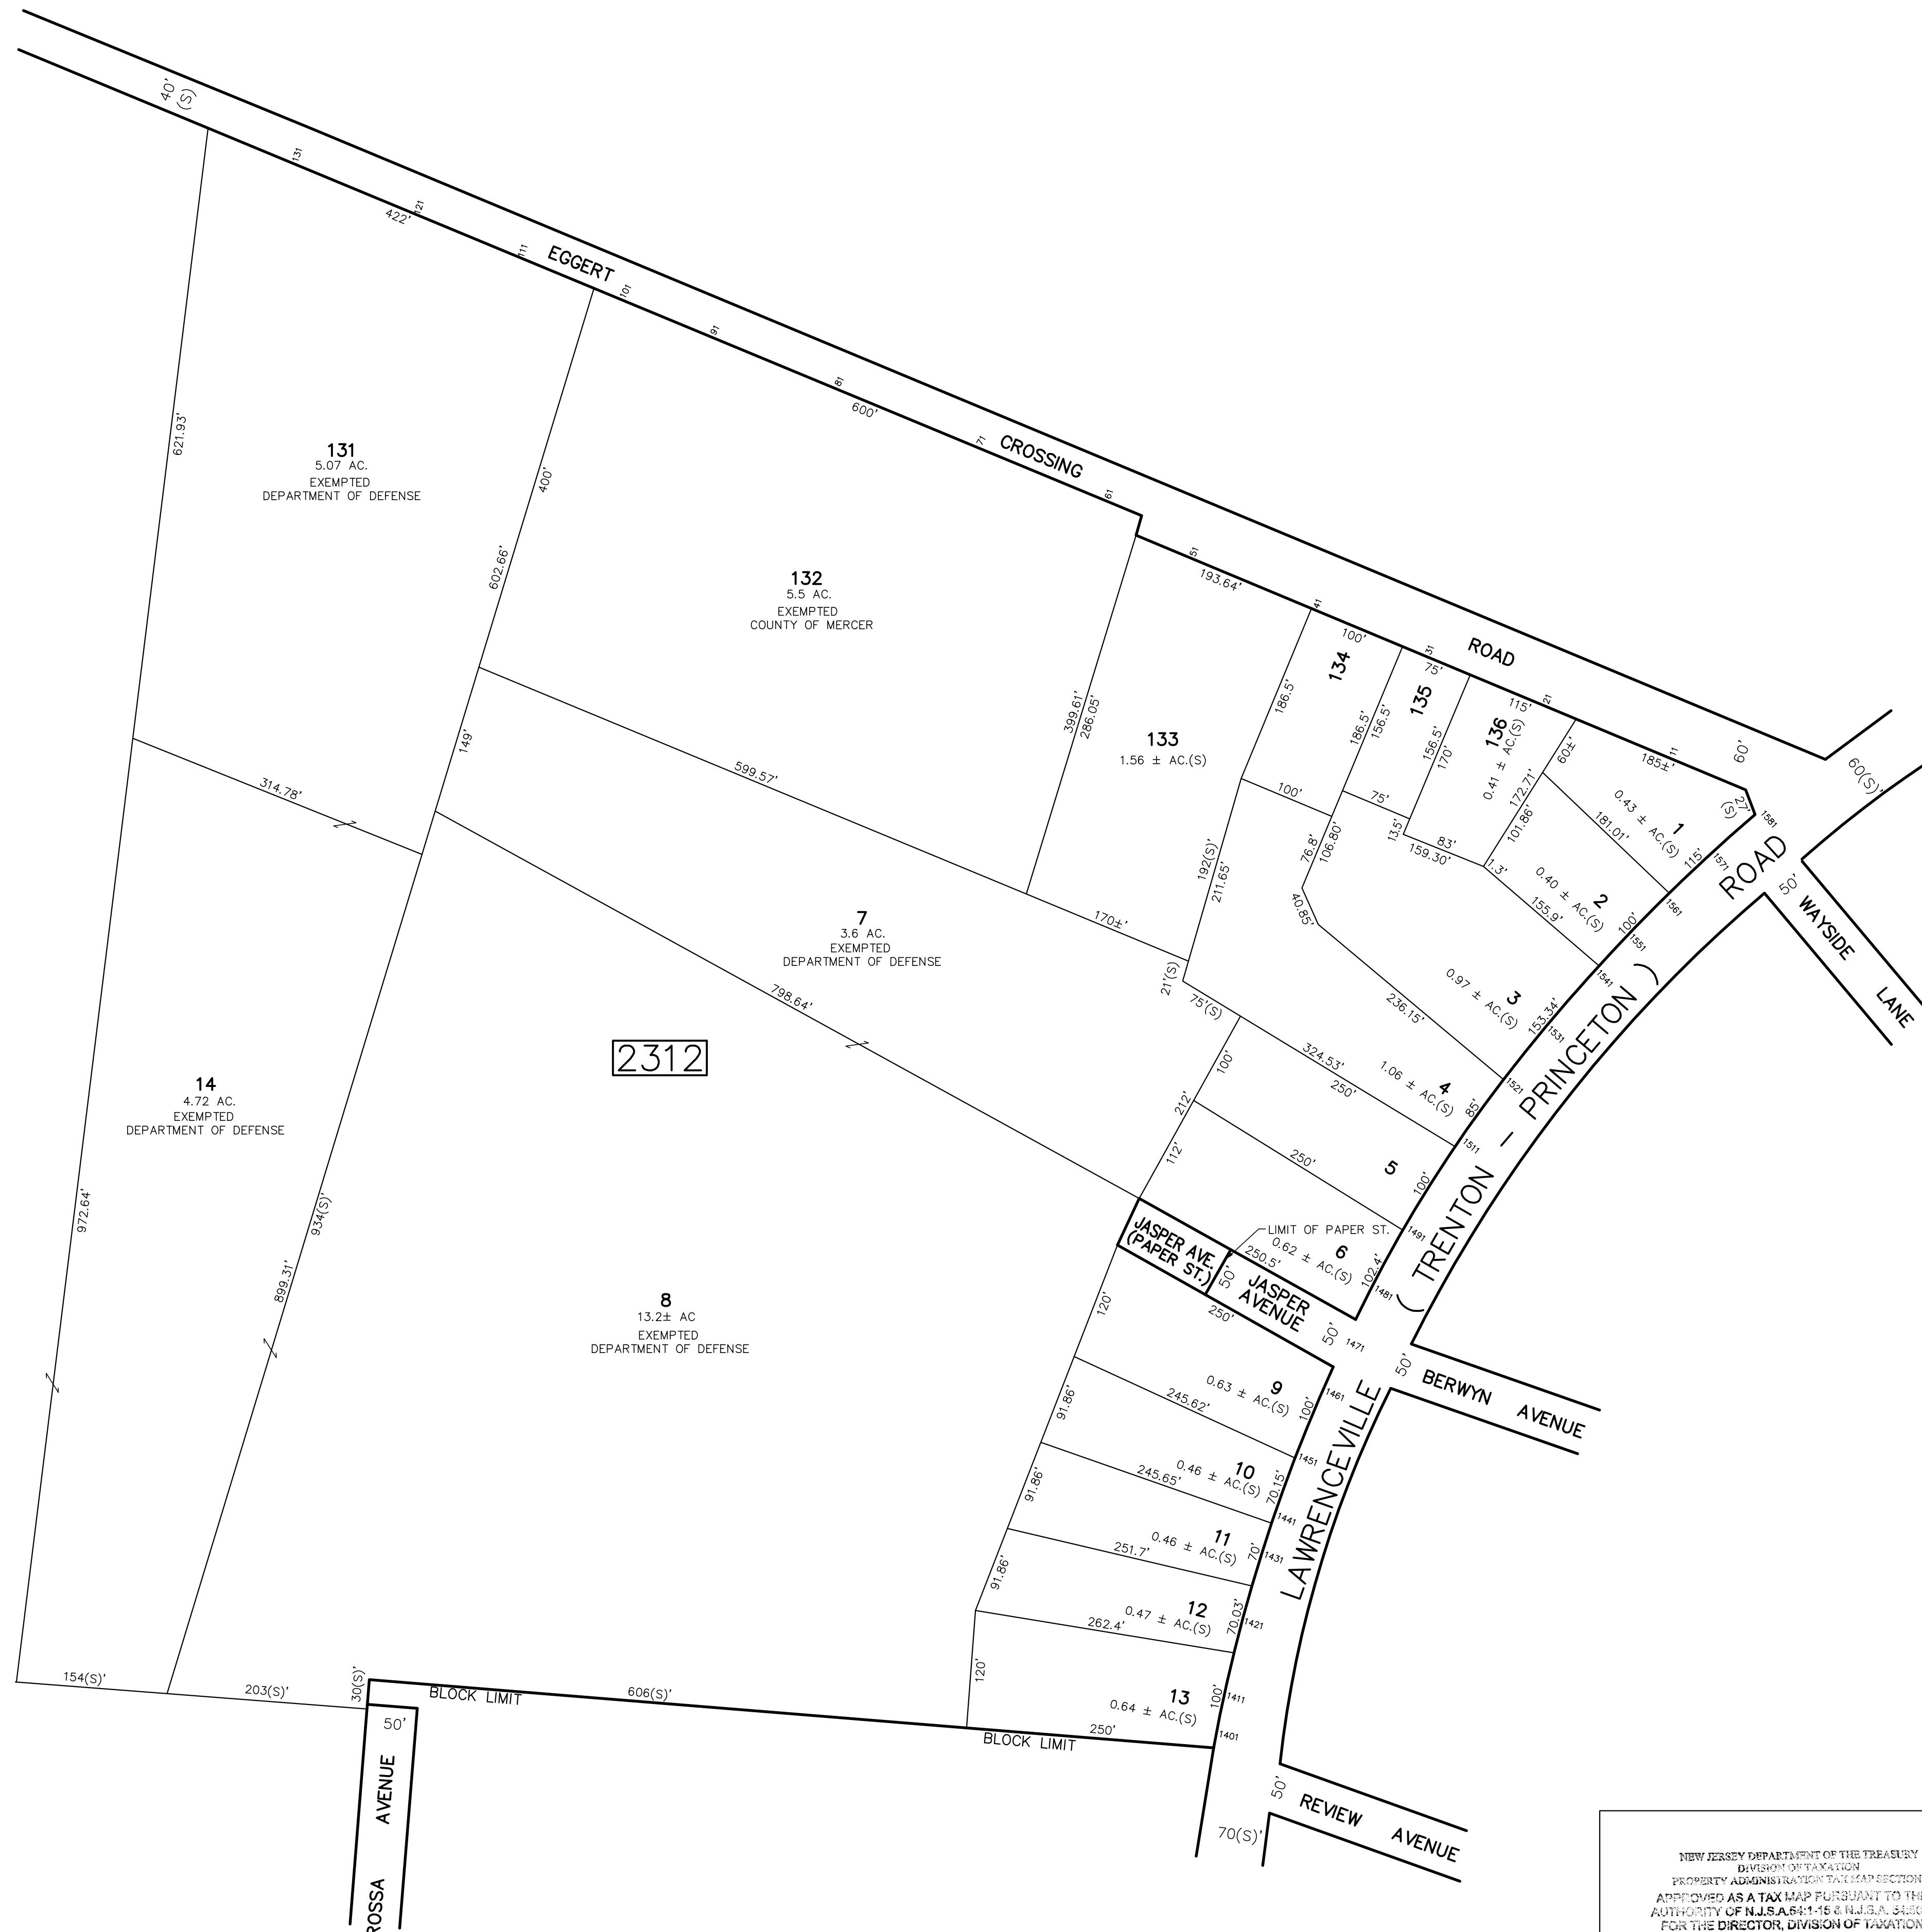 40'
(S)
131
422'
121
111
EGGERT
101
91
81
600'
71
CROSSING
61
51
193.64'
41
100'
ROAD
31
75'
115'
21
185±'
11
60'
60(S)'
27'
(S)
621.93'
131
5.07 AC.
EXEMPTED
DEPARTMENT OF DEFENSE
400'
602.66'
149'
132
5.5 AC.
EXEMPTED
COUNTY OF MERCER
399.61'
286.05'
599.57'
133
1.56 ± AC.(S)
170±'
192(S)'
211.65'
21'(S)
75'(S)
134
186.5'
100'
186.5'
156.5'
135
75'
156.5'
170'
13.5'
136
0.41 ± AC.(S)
83'
159.30'
1.3'
60±'
172.71'
101.86'
76.8'
106.80'
40.85'
1
0.43 ± AC.(S)
181.01'
115'
1581
1571
1561
2
0.40 ± AC.(S)
155.9'
100'
1551
1541
3
0.97 ± AC.(S)
153.34'
1531
236.15'
1521
4
1.06 ± AC.(S)
85'
1511
324.53'
250'
5
100'
100'
212'
112'
250'
1491
6
0.62 ± AC.(S)
250.5'
102.4'
1481
LIMIT OF PAPER ST.
JASPER AVE.
(PAPER ST.)
50'
JASPER
AVENUE
50'
250'
1471
ROAD
( TRENTON - PRINCETON )
LAWRENCEVILLE
50'
WAYSIDE LANE
50'
BERWYN AVENUE
50'
REVIEW AVENUE
70(S)'
314.78'
7
3.6 AC.
EXEMPTED
DEPARTMENT OF DEFENSE
798.64'
2312
14
4.72 AC.
EXEMPTED
DEPARTMENT OF DEFENSE
972.64'
934(S)'
899.31'
8
13.2± AC
EXEMPTED
DEPARTMENT OF DEFENSE
120'
9
0.63 ± AC.(S)
100'
1461
245.62'
1451
91.86'
10
0.46 ± AC.(S)
70.15'
245.65'
1441
91.86'
11
0.46 ± AC.(S)
70'
1431
251.7'
91.86'
12
0.47 ± AC.(S)
70.03'
1421
262.4'
120'
13
0.64 ± AC.(S)
100'
1411
1401
250'
154(S)'
203(S)'
30(S)'
BLOCK LIMIT
606(S)'
BLOCK LIMIT
50'
ROSSA AVENUE
NEW JERSEY DEPARTMENT OF THE TREASURY
DIVISION OF TAXATION
PROPERTY ADMINISTRATION TAX MAP SECTION
APPROVED AS A TAX MAP PURSUANT TO THE
AUTHORITY OF N.J.S.A.54:1-15 & N.J.S.A.
FOR THE DIRECTOR, DIVISION OF TAXATION